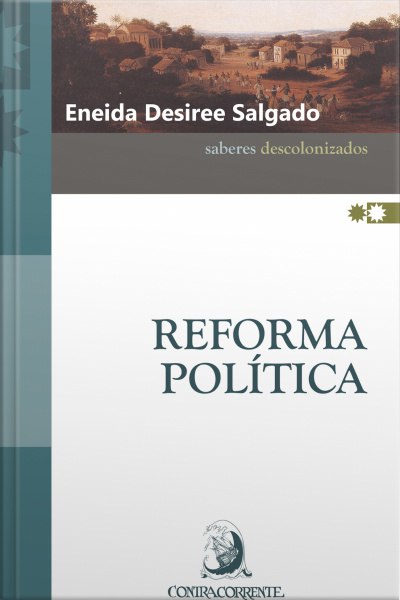 Eneida Desiree Salgado
saberes descolonizados
REFORMA
POLÍTICA
CONTRACORRENTE